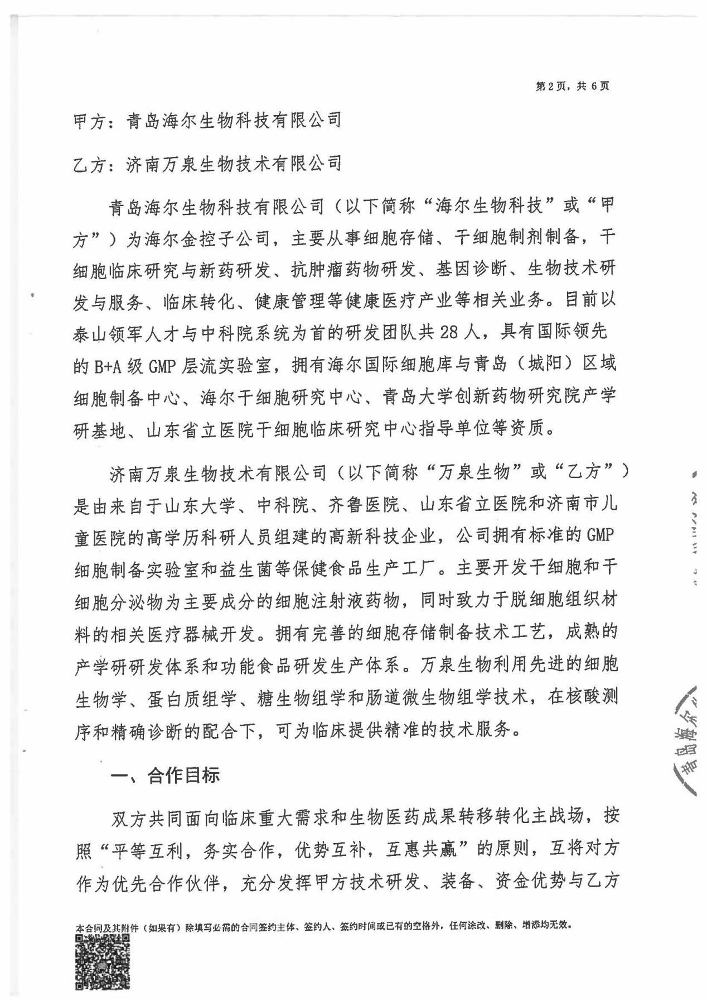 第2页，共 6页
甲方：青岛海尔生物科技有限公司
乙方：济南万泉生物技术有限公司
青岛海尔生物科技有限公司（以下简称“海尔生物科技”或“甲
方”）为海尔金控子公司，主要从事细胞存储、干细胞制剂制备，干
细胞临床研究与新药研发、抗肿瘤药物研发、基因诊断、生物技术研
发与服务、临床转化、健康管理等健康医疗产业等相关业务。目前以
泰山领军人才与中科院系统为首的研发团队共 28 人，具有国际领先
的 B+A 级 GMP 层流实验室，拥有海尔国际细胞库与青岛（城阳）区域
细胞制备中心、海尔干细胞研究中心、青岛大学创新药物研究院产学
研基地、山东省立医院干细胞临床研究中心指导单位等资质。
济南万泉生物技术有限公司（以下简称“万泉生物”或“乙方”）
是由来自于山东大学、中科院、齐鲁医院、山东省立医院和济南市儿
童医院的高学历科研人员组建的高新科技企业，公司拥有标准的 GMP
细胞制备实验室和益生菌等保健食品生产工厂。主要开发干细胞和干
细胞分泌物为主要成分的细胞注射液药物，同时致力于脱细胞组织材
料的相关医疗器械开发。拥有完善的细胞存储制备技术工艺，成熟的
产学研研发体系和功能食品研发生产体系。万泉生物利用先进的细胞
生物学、蛋白质组学、糖生物组学和肠道微生物组学技术，在核酸测
序和精确诊断的配合下，可为临床提供精准的技术服务。
一、合作目标
双方共同面向临床重大需求和生物医药成果转移转化主战场，按
照“平等互利，务实合作，优势互补，互惠共赢”的原则，互将对方
作为优先合作伙伴，充分发挥甲方技术研发、装备、资金优势与乙方
本合同及其附件（如果有）除填写必需的合同签约主体、签约人、签约时间或已有的空格外，任何涂改、删除、增添均无效。
青岛海尔